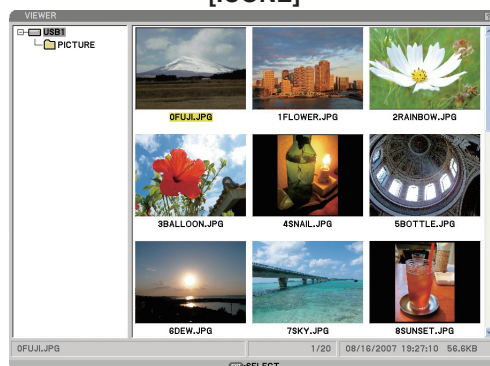 [ICONE]
VIEWER
USB1
PICTURE
0FUJI.JPG
1FLOWER.JPG
2RAINBOW.JPG
3BALLOON.JPG
4SNAIL.JPG
5BOTTLE.JPG
6DEW.JPG
7SKY.JPG
8SUNSET.JPG
0FUJI.JPG 1/20 08/16/2007 19:27:10 56.6KB
:SELECT